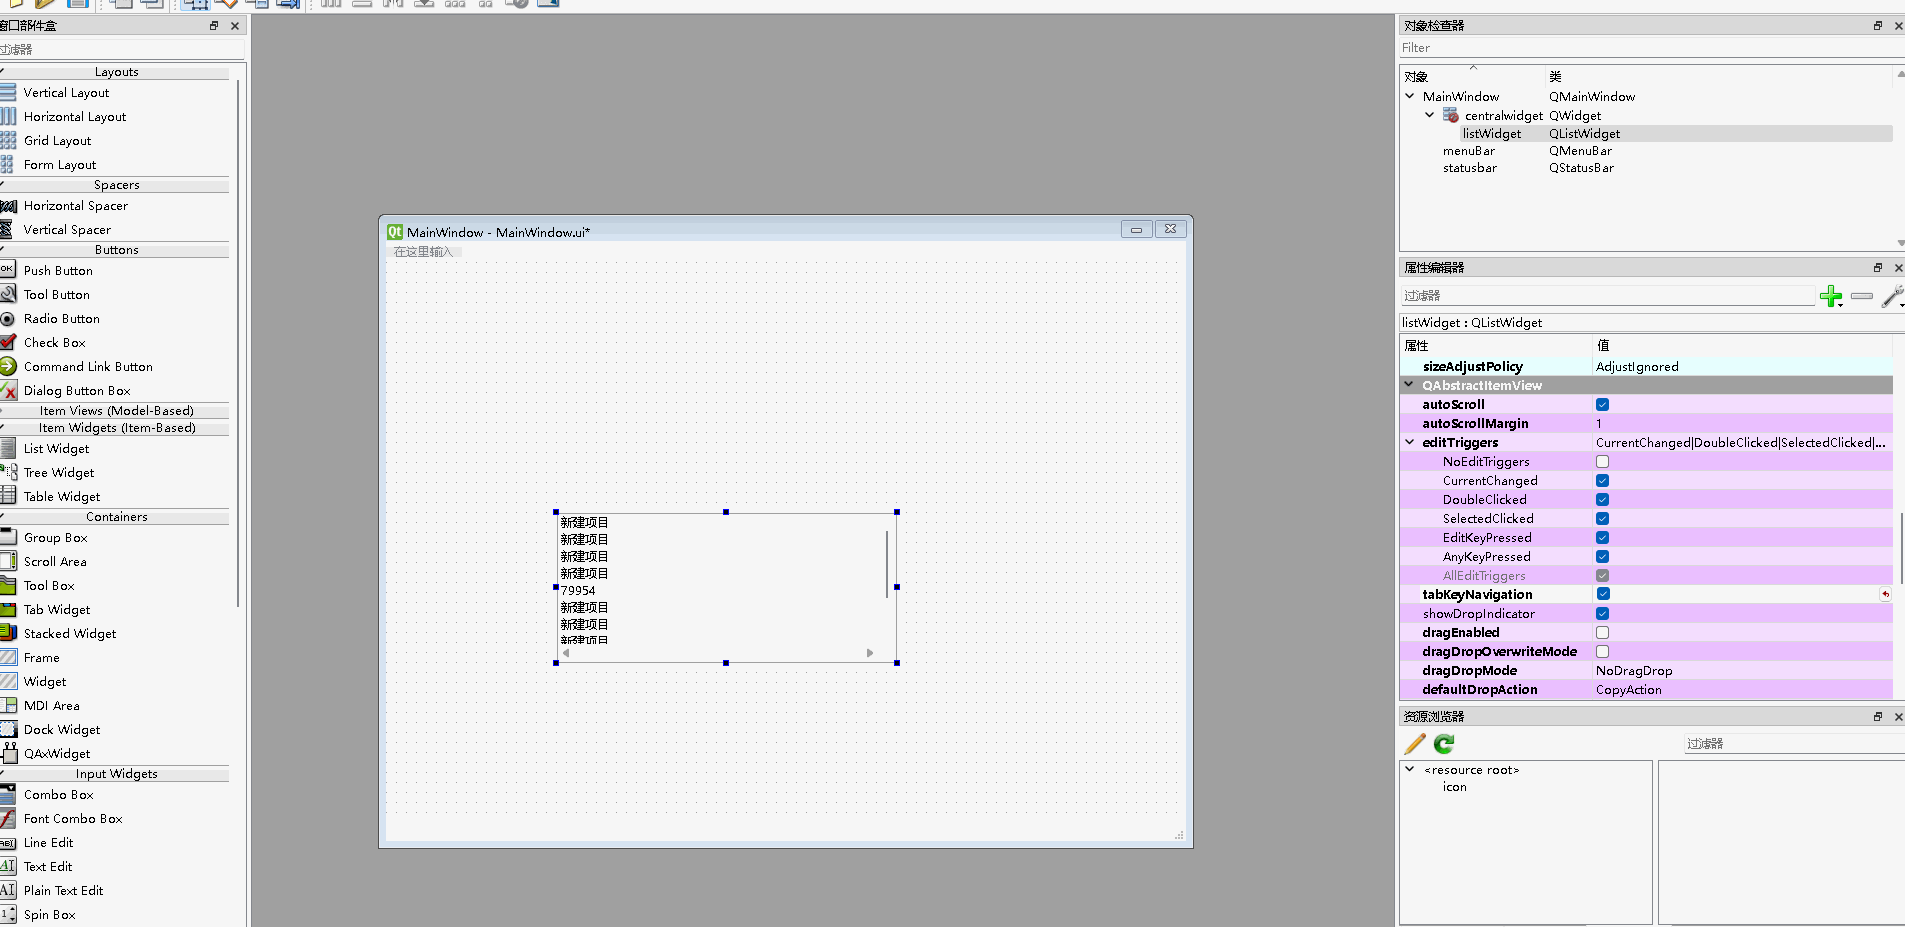 窗口部件盒
过滤器
Layouts
Vertical Layout
Horizontal Layout
Grid Layout
Form Layout
Spacers
Horizontal Spacer
Vertical Spacer
Buttons
Push Button
Tool Button
Radio Button
Check Box
Command Link Button
Dialog Button Box
Item Views (Model-Based)
Item Widgets (Item-Based)
List Widget
Tree Widget
Table Widget
Containers
Group Box
Scroll Area
Tool Box
Tab Widget
Stacked Widget
Frame
Widget
MDI Area
Dock Widget
QAxWidget
Input Widgets
Combo Box
Font Combo Box
Line Edit
Text Edit
Plain Text Edit
Spin Box
MainWindow - MainWindow.ui*
在这里输入
新建项目
新建项目
新建项目
新建项目
79954
新建项目
新建项目
新建项目
对象检查器
Filter
对象 类
MainWindow QMainWindow
centralwidget QWidget
listWidget QListWidget
menuBar QMenuBar
statusbar QStatusBar
属性编辑器
过滤器
listWidget : QListWidget
属性 值
sizeAdjustPolicy AdjustIgnored
QAbstractItemView
autoScroll
autoScrollMargin 1
editTriggers CurrentChanged|DoubleClicked|SelectedClicked|...
NoEditTriggers
CurrentChanged
DoubleClicked
SelectedClicked
EditKeyPressed
AnyKeyPressed
AllEditTriggers
tabKeyNavigation
showDropIndicator
dragEnabled
dragDropOverwriteMode
dragDropMode NoDragDrop
defaultDropAction CopyAction
资源浏览器
过滤器
<resource root>
icon